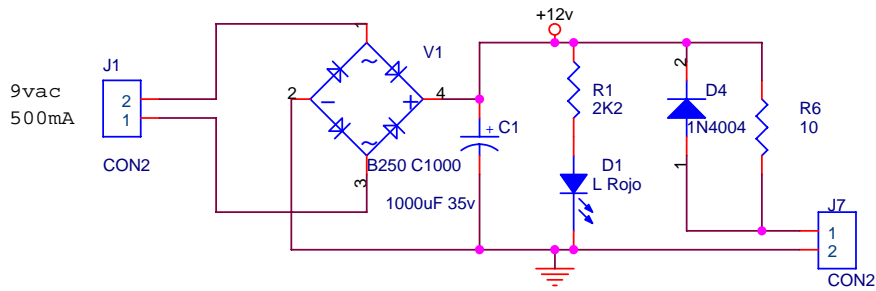 +12v
J1
9vac
500mA
2
1
CON2
1
V1
2
4
3
B250 C1000
+
C1
1000uF 35v
R1
2K2
D1
L Rojo
2
D4
1N4004
1
R6
10
J7
1
2
CON2